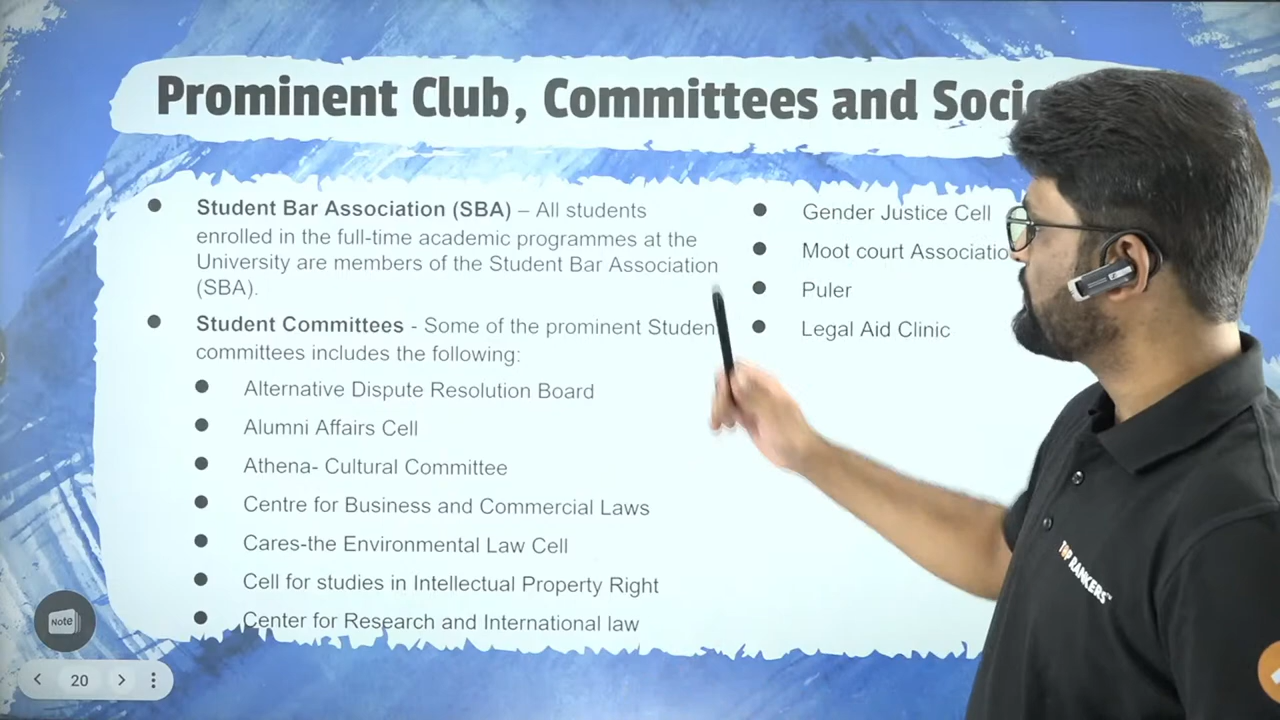 Prominent Club, Committees and Socie
Student Bar Association (SBA) – All students
enrolled in the full-time academic programmes at the
University are members of the Student Bar Association
(SBA).
Student Committees - Some of the prominent Studen
committees includes the following:
Alternative Dispute Resolution Board
Alumni Affairs Cell
Athena- Cultural Committee
Centre for Business and Commercial Laws
Cares-the Environmental Law Cell
Cell for studies in Intellectual Property Right
Center for Research and International law
Gender Justice Cell
Moot court Associatio
Puler
Legal Aid Clinic
TOP RANKERS™
Note
20